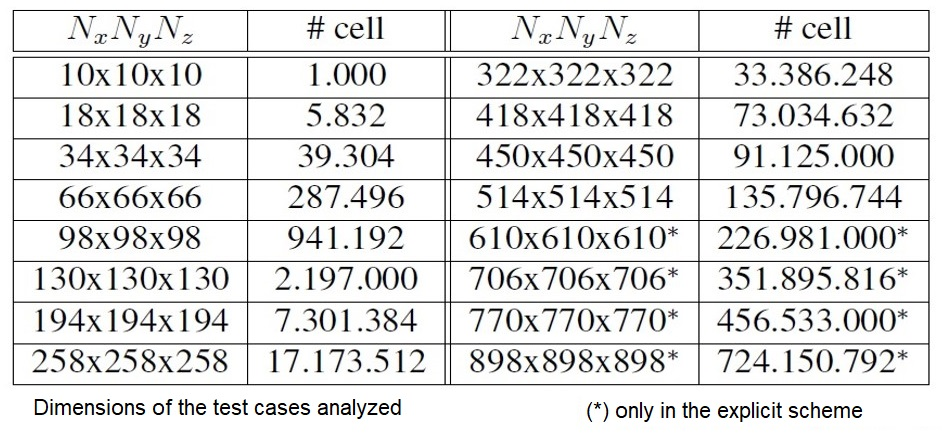 NxNyNz # cell NxNyNz # cell
10x10x10 1.000 322x322x322 33.386.248
18x18x18 5.832 418x418x418 73.034.632
34x34x34 39.304 450x450x450 91.125.000
66x66x66 287.496 514x514x514 135.796.744
98x98x98 941.192 610x610x610* 226.981.000*
130x130x130 2.197.000 706x706x706* 351.895.816*
194x194x194 7.301.384 770x770x770* 456.533.000*
258x258x258 17.173.512 898x898x898* 724.150.792*
Dimensions of the test cases analyzed (*) only in the explicit scheme